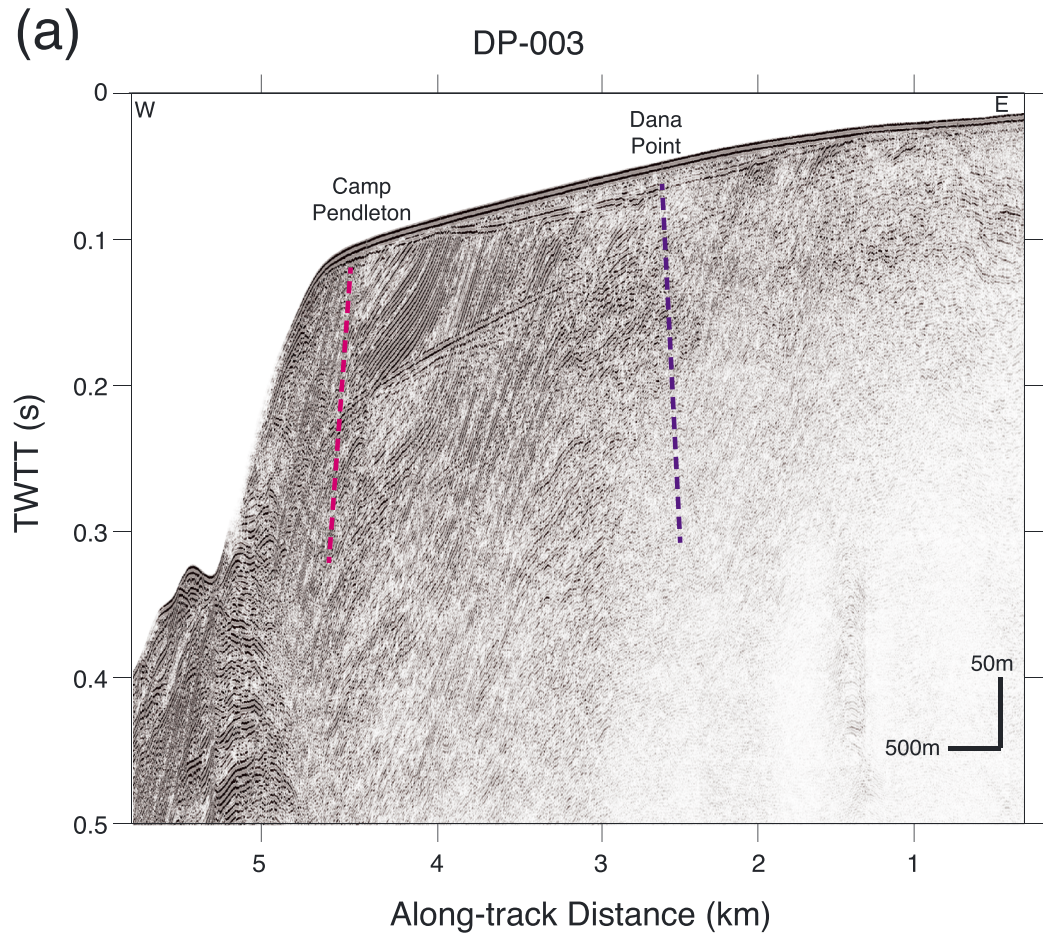 (a)
DP-003
W
E
Dana
Point
Camp
Pendleton
0
0.1
0.2
0.3
0.4
0.5
TWTT (s)
50m
500m
5
4
3
2
1
Along-track Distance (km)